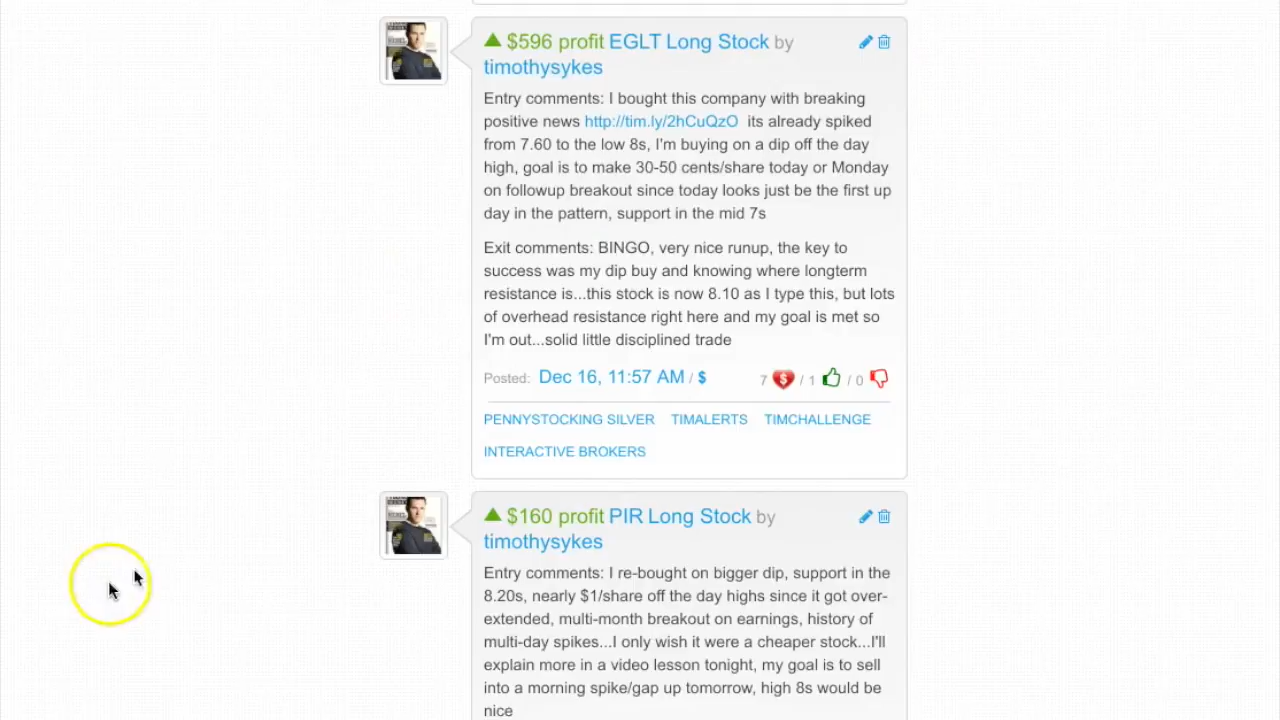 $596 profit EGLT Long Stock by
timothysykes
Entry comments: I bought this company with breaking
positive news http://tim.ly/2hCuQzO its already spiked
from 7.60 to the low 8s, I'm buying on a dip off the day
high, goal is to make 30-50 cents/share today or Monday
on followup breakout since today looks just be the first up
day in the pattern, support in the mid 7s
Exit comments: BINGO, very nice runup, the key to
success was my dip buy and knowing where longterm
resistance is...this stock is now 8.10 as I type this, but lots
of overhead resistance right here and my goal is met so
I'm out...solid little disciplined trade
Posted: Dec 16, 11:57 AM / $ 7 $ / 1 / 0
PENNYSTOCKING SILVER TIMALERTS TIMCHALLENGE
INTERACTIVE BROKERS
$160 profit PIR Long Stock by
timothysykes
Entry comments: I re-bought on bigger dip, support in the
8.20s, nearly $1/share off the day highs since it got over-
extended, multi-month breakout on earnings, history of
multi-day spikes...I only wish it were a cheaper stock...I'll
explain more in a video lesson tonight, my goal is to sell
into a morning spike/gap up tomorrow, high 8s would be
nice